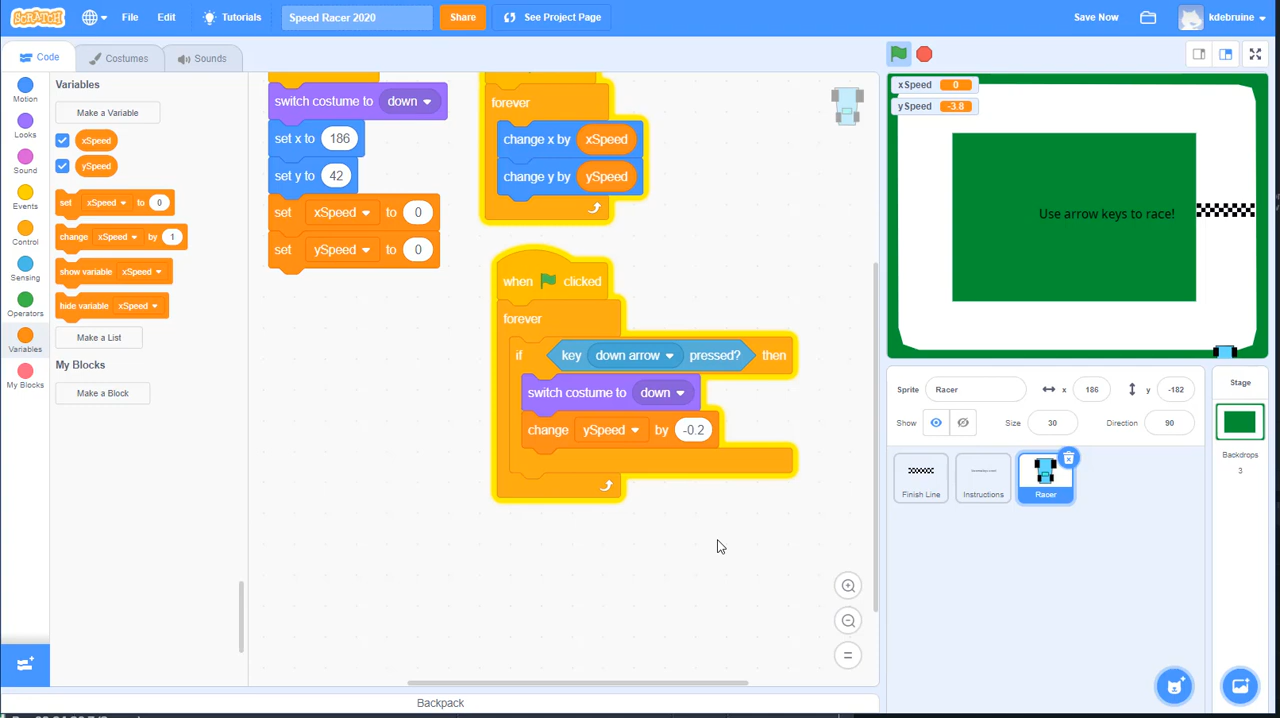 SCRATCH File Edit Tutorials Speed Racer 2020 Share See Project Page Save Now kdebruine
Code Costumes Sounds
Motion
Looks
Sound
Events
Control
Sensing
Operators
Variables
My Blocks
Variables
Make a Variable
xSpeed
ySpeed
set xSpeed to 0
change xSpeed by 1
show variable xSpeed
hide variable xSpeed
Make a List
My Blocks
Make a Block
switch costume to down
set x to 186
set y to 42
set xSpeed to 0
set ySpeed to 0
forever
change x by xSpeed
change y by ySpeed
when clicked
forever
if key down arrow pressed? then
switch costume to down
change ySpeed by -0.2
Backpack
xSpeed 0
ySpeed -3.8
Use arrow keys to race!
Sprite Racer x 186 y -182
Show Size 30 Direction 90
Finish Line Instructions Racer
Stage
Backdrops
3